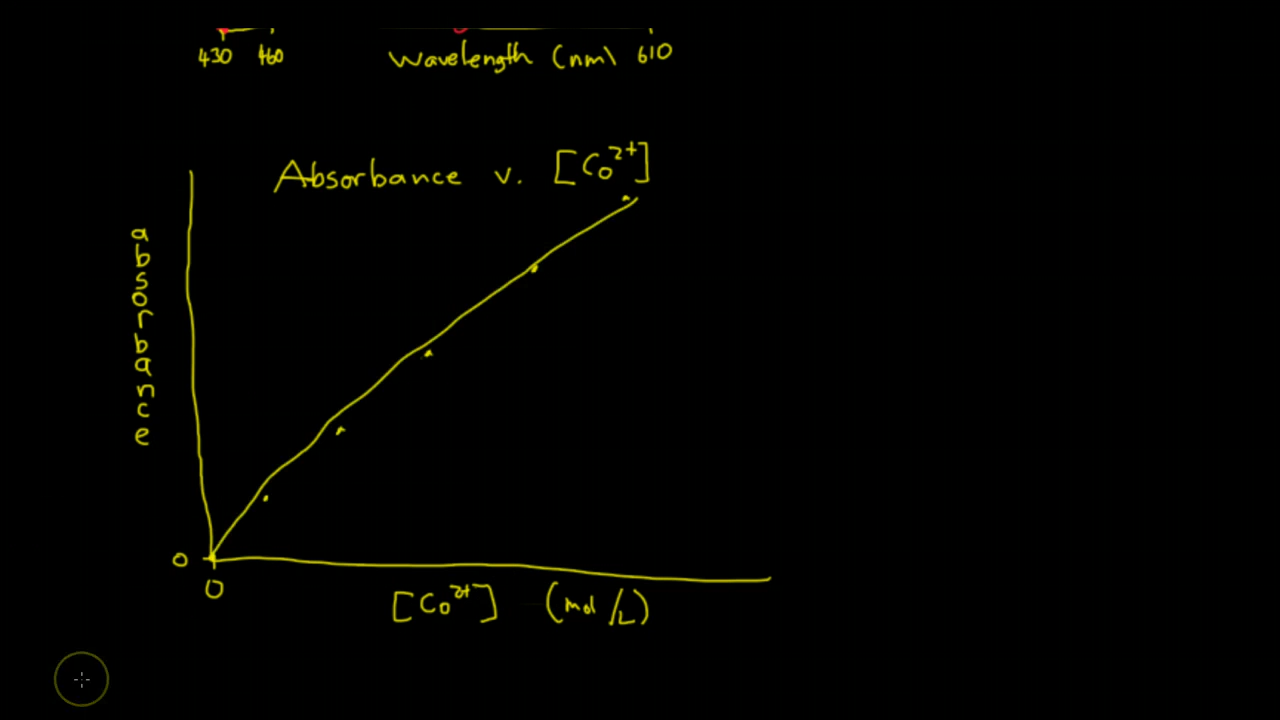 430 460 Wavelength (nm) 610
Absorbance v. [Co²⁺]
absorbance
0
0
[Co²⁺] (mol/L)